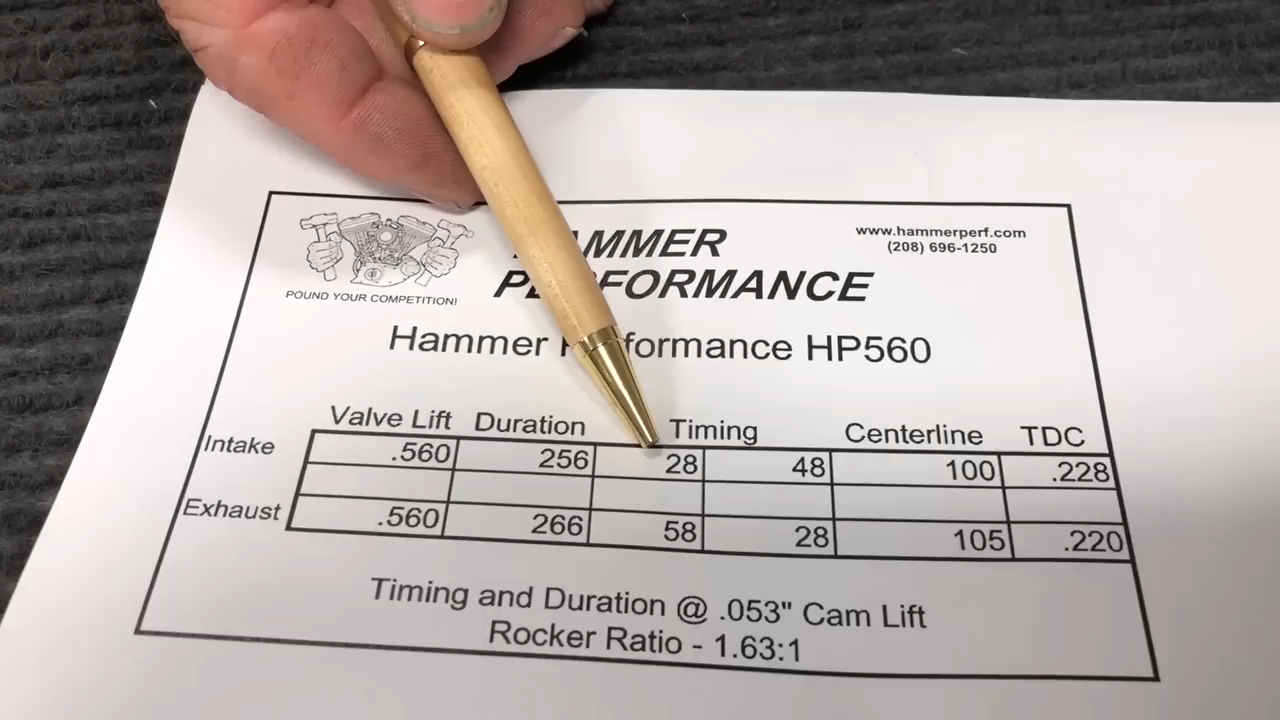 www.hammerperf.com
(208) 696-1250
POUND YOUR COMPETITION!
AMMER
PERFORMANCE
Hammer Performance HP560
Valve Lift Duration Timing Centerline TDC
Intake .560 256 28 48 100 .228
Exhaust .560 266 58 28 105 .220
Timing and Duration @ .053" Cam Lift
Rocker Ratio - 1.63:1